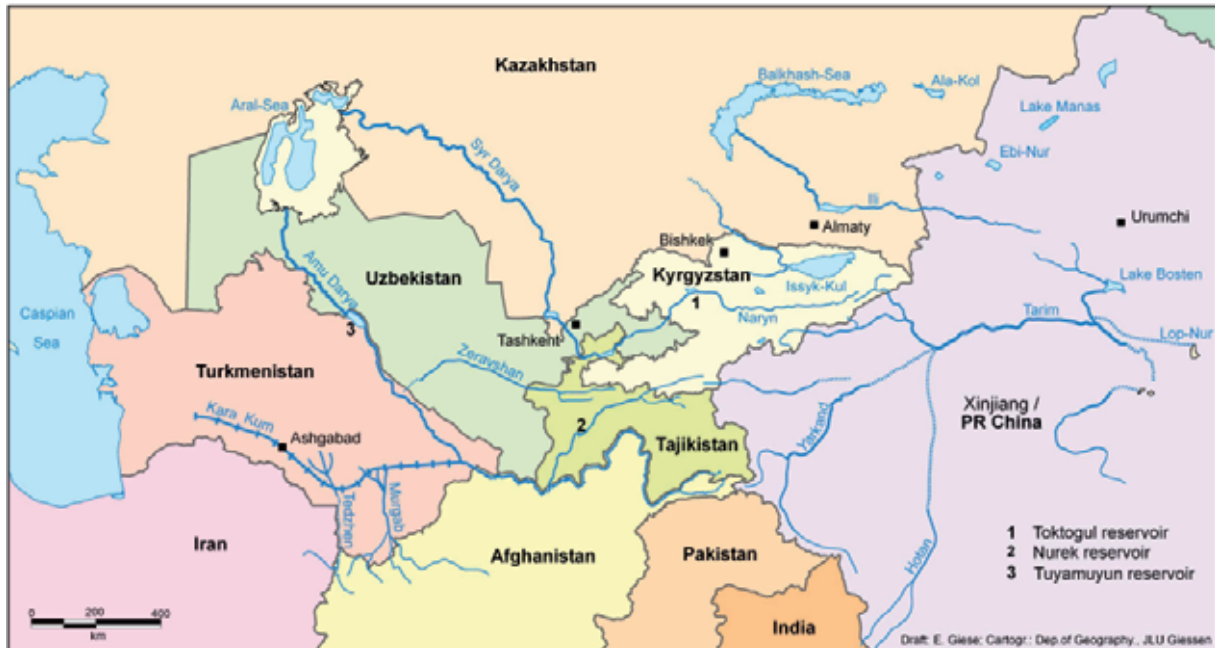 Kazakhstan
Balkhash-Sea
Ala-Kol
Lake Manas
Aral-Sea
Syr Darya
Ebi-Nur
Ili
Almaty
Urumchi
Bishkek
Uzbekistan
Kyrgyzstan
Issyk-Kul
Lake Bosten
Amu Darya
1
Naryn
Tarim
Caspian
Sea
3
Tashkent
Lop-Nur
Zeravshan
Turkmenistan
Xinjiang /
PR China
Kara Kum
Ashgabad
2
Tajikistan
Yarkand
Tedzhen
Murgab
Iran
Afghanistan
Pakistan
Hotan
1 Toktogul reservoir
2 Nurek reservoir
3 Tuyamuyun reservoir
0 200 400
km
India
Draft: E. Giese; Cartogr.: Dep.of Geography., JLU Giessen